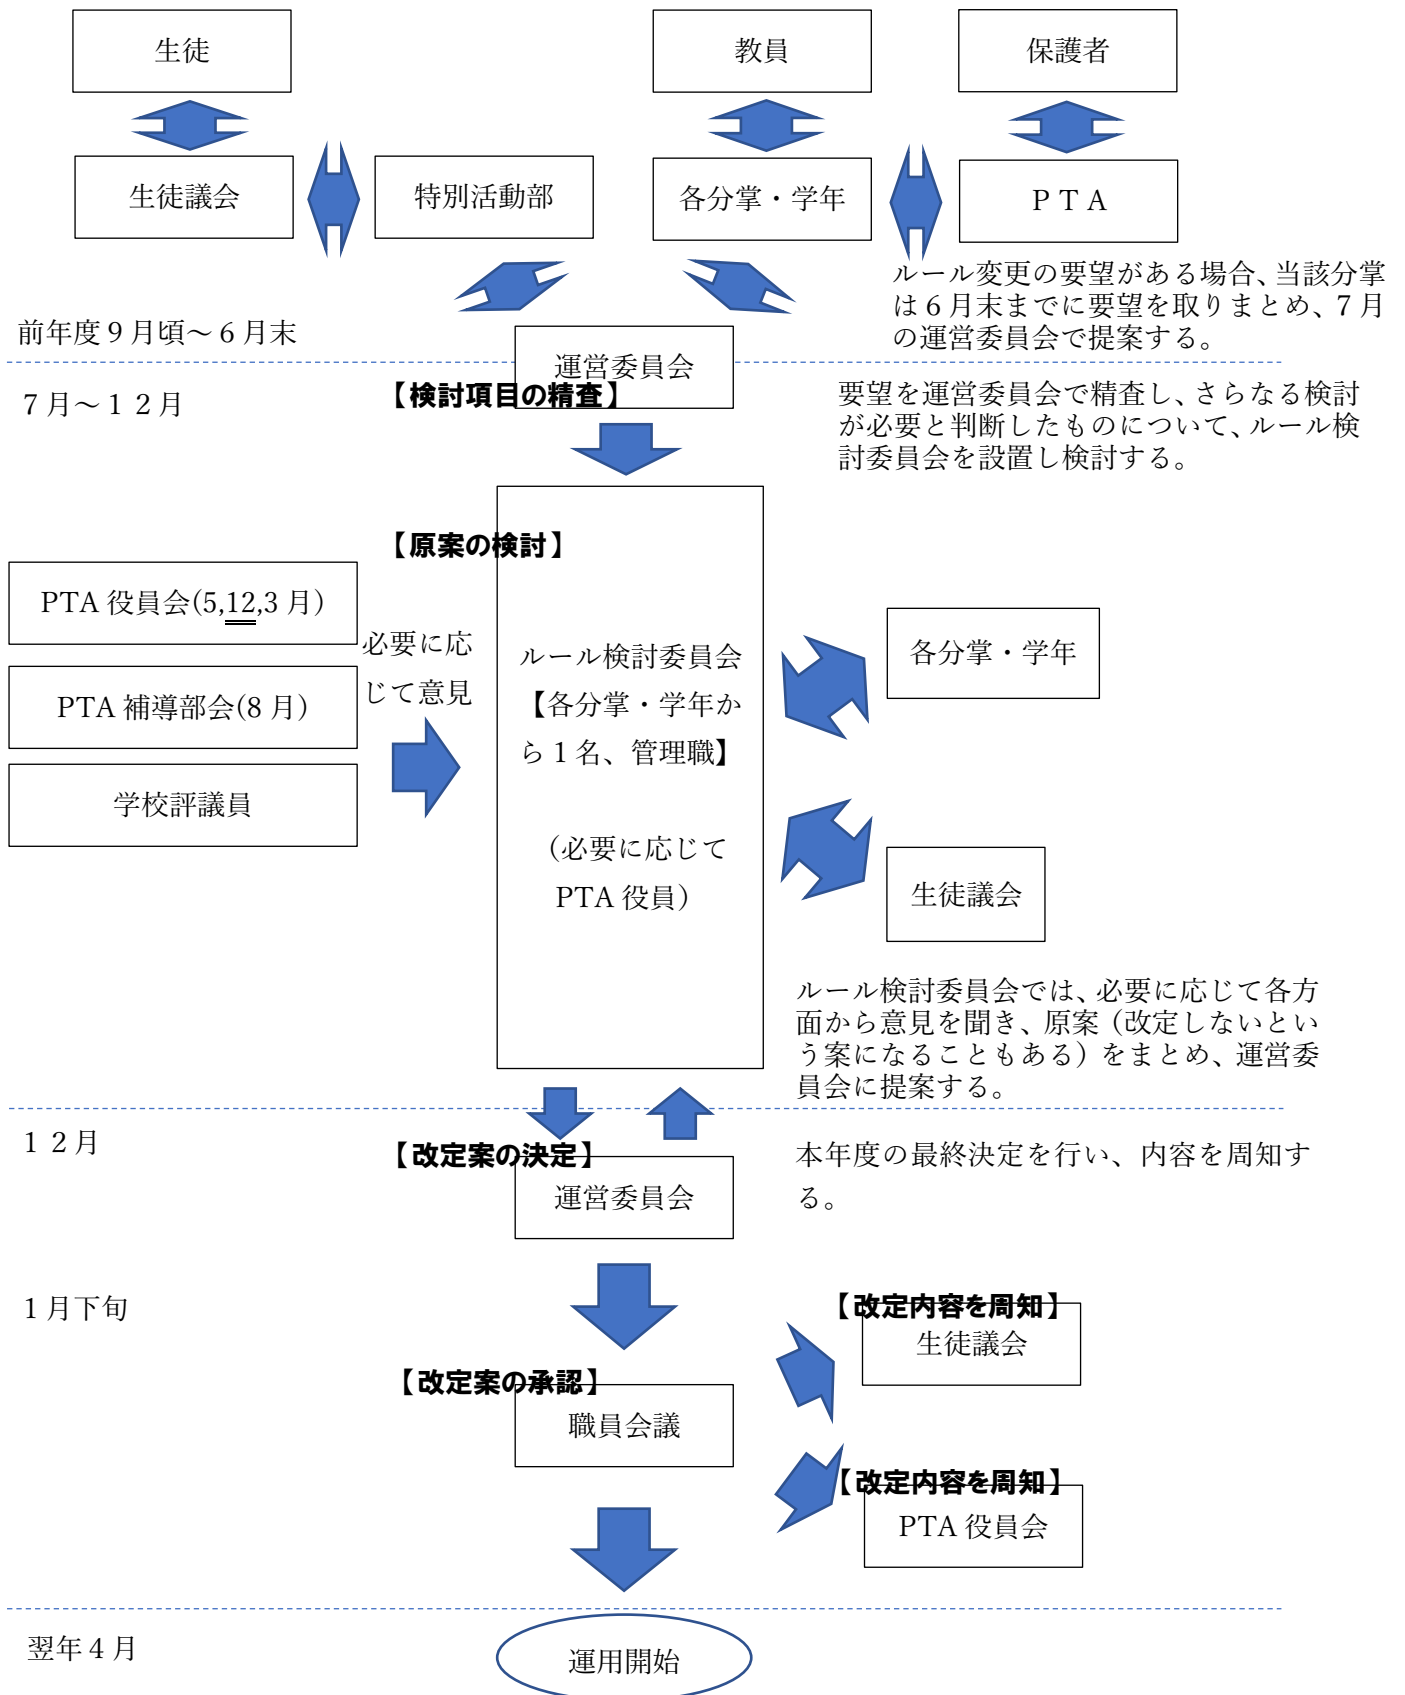 生徒
教員
保護者
生徒議会
特別活動部
各分掌・学年
ＰＴＡ
ルール変更の要望がある場合、当該分掌
は６月末までに要望を取りまとめ、７月
の運営委員会で提案する。
前年度９月頃～６月末
運営委員会
【検討項目の精査】
７月～１２月
要望を運営委員会で精査し、さらなる検討
が必要と判断したものについて、ルール検
討委員会を設置し検討する。
【原案の検討】
PTA 役員会(5,12,3 月)
PTA 補導部会(8 月)
学校評議員
必要に応
じて意見
ルール検討委員会
【各分掌・学年か
ら１名、管理職】
（必要に応じて
PTA 役員）
各分掌・学年
生徒議会
ルール検討委員会では、必要に応じて各方
面から意見を聞き、原案（改定しないとい
う案になることもある）をまとめ、運営委
員会に提案する。
１２月
【改定案の決定】
運営委員会
本年度の最終決定を行い、内容を周知す
る。
１月下旬
【改定内容を周知】
生徒議会
【改定案の承認】
職員会議
【改定内容を周知】
PTA 役員会
翌年４月
運用開始